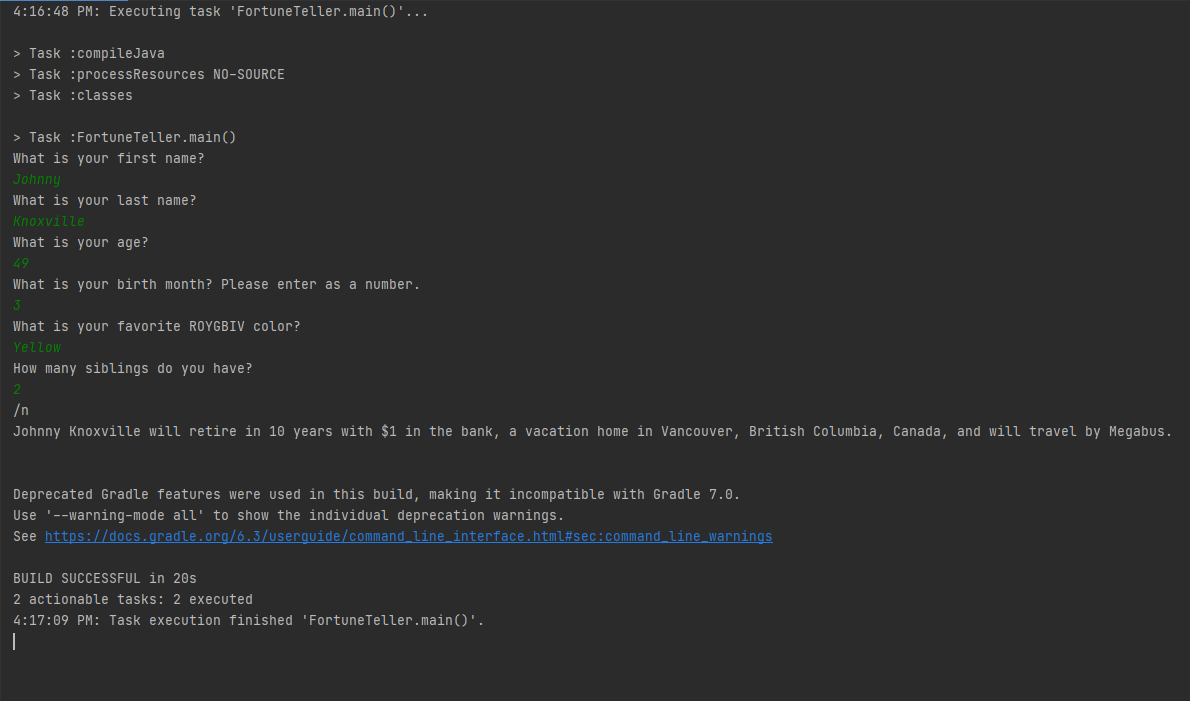 4:16:48 PM: Executing task 'FortuneTeller.main()'...
> Task :compileJava
> Task :processResources NO-SOURCE
> Task :classes
> Task :FortuneTeller.main()
What is your first name?
Johnny
What is your last name?
Knoxville
What is your age?
49
What is your birth month? Please enter as a number.
3
What is your favorite ROYGBIV color?
Yellow
How many siblings do you have?
2
/n
Johnny Knoxville will retire in 10 years with $1 in the bank, a vacation home in Vancouver, British Columbia, Canada, and will travel by Megabus.
Deprecated Gradle features were used in this build, making it incompatible with Gradle 7.0.
Use '--warning-mode all' to show the individual deprecation warnings.
See https://docs.gradle.org/6.3/userguide/command_line_interface.html#sec:command_line_warnings
BUILD SUCCESSFUL in 20s
2 actionable tasks: 2 executed
4:17:09 PM: Task execution finished 'FortuneTeller.main()'.